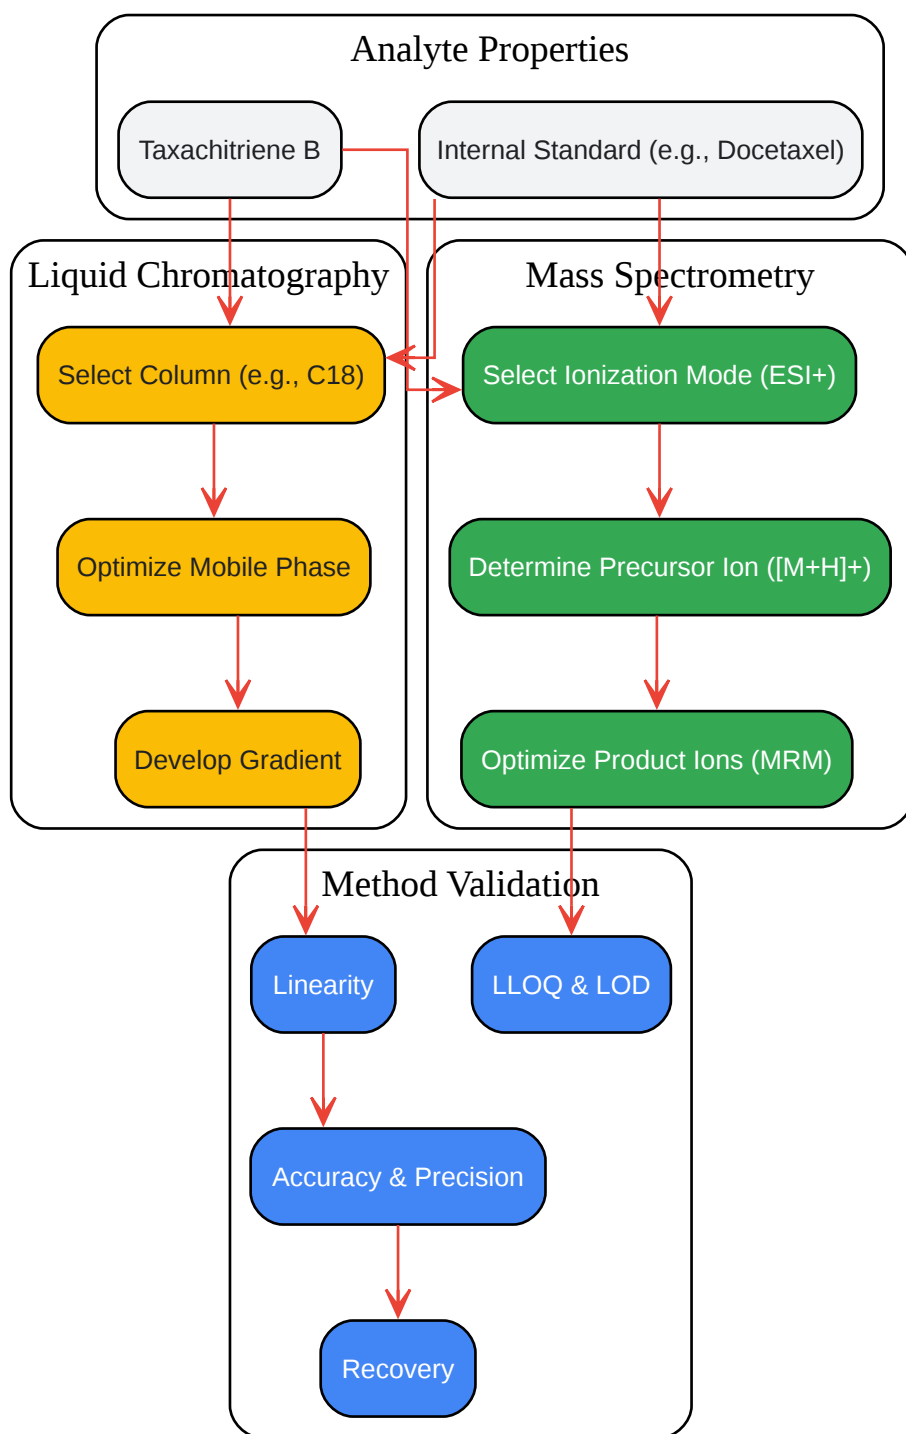 Analyte Properties
Taxachitriene B
Internal Standard (e.g., Docetaxel)
Liquid Chromatography
Mass Spectrometry
Select Column (e.g., C18)
Select Ionization Mode (ESI+)
Optimize Mobile Phase
Determine Precursor Ion ([M+H]+)
Develop Gradient
Optimize Product Ions (MRM)
Method Validation
Linearity
LLOQ & LOD
Accuracy & Precision
Recovery